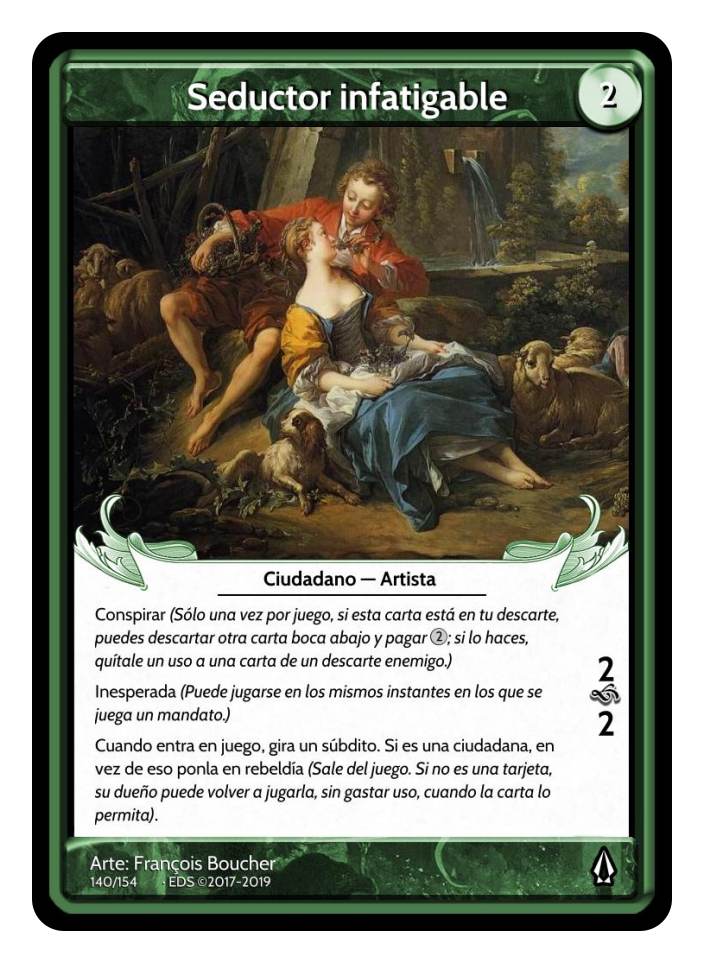 Seductor infatigable
2
Ciudadano — Artista
Conspirar (Sólo una vez por juego, si esta carta está en tu descarte,
puedes descartar otra carta boca abajo y pagar 2; si lo haces,
quítale un uso a una carta de un descarte enemigo.)
Inesperada (Puede jugarse en los mismos instantes en los que se
juega un mandato.)
Cuando entra en juego, gira un súbdito. Si es una ciudadana, en
vez de eso ponla en rebeldía (Sale del juego. Si no es una tarjeta,
su dueño puede volver a jugarla, sin gastar uso, cuando la carta lo
permita).
2
2
Arte: François Boucher
140/154 · EDS ©2017-2019